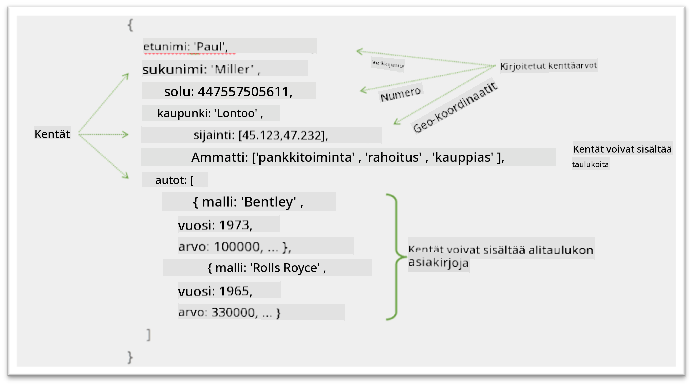 {
etunimi: 'Paul',
sukunimi: 'Miller' ,
solu: 447557505611,
kaupunki: 'Lontoo' ,
sijainti: [45.123,47.232],
Ammatti: ['pankkitoiminta' , 'rahoitus' , 'kauppias' ],
autot: [
{ malli: 'Bentley' ,
vuosi: 1973,
arvo: 100000, ... },
{ malli: 'Rolls Royce' ,
vuosi: 1965,
arvo: 330000, ... }
]
}
Kentät
Kirjoitetut kenttäarvot
Numero
Geo-koordinaatit
Kentät voivat sisältää
taulukoita
Kentät voivat sisältää alitaulukon
asiakirjoja